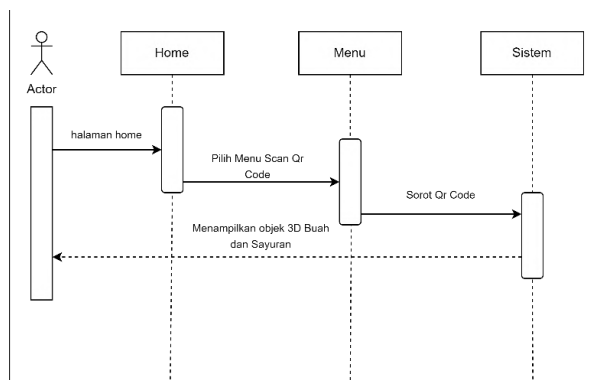 Home
Menu
Sistem
Actor
halaman home
Pilih Menu Scan Qr
Code
Sorot Qr Code
Menampilkan objek 3D Buah
dan Sayuran